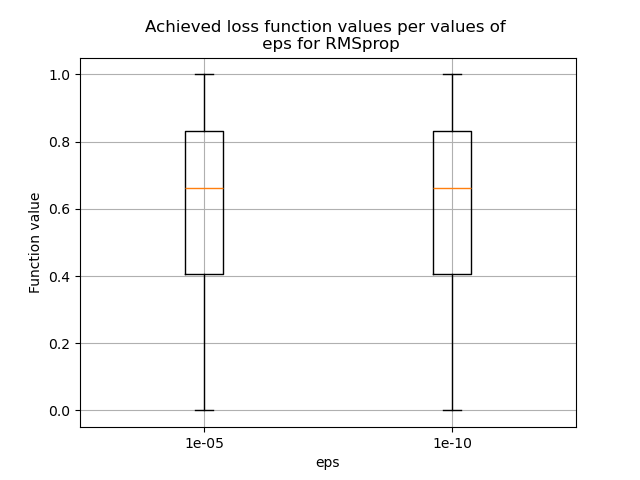 Achieved loss function values per values of
eps for RMSprop
Function value
1.0
0.8
0.6
0.4
0.2
0.0
1e-05
1e-10
eps